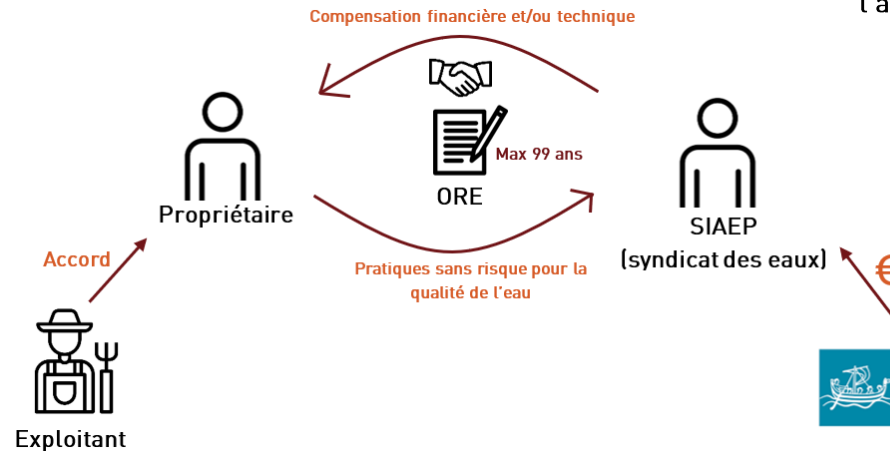 Compensation financière et/ou technique
l'a
Max 99 ans
ORE
Propriétaire
SIAEP
(syndicat des eaux)
Accord
Pratiques sans risque pour la
qualité de l'eau
€
Exploitant